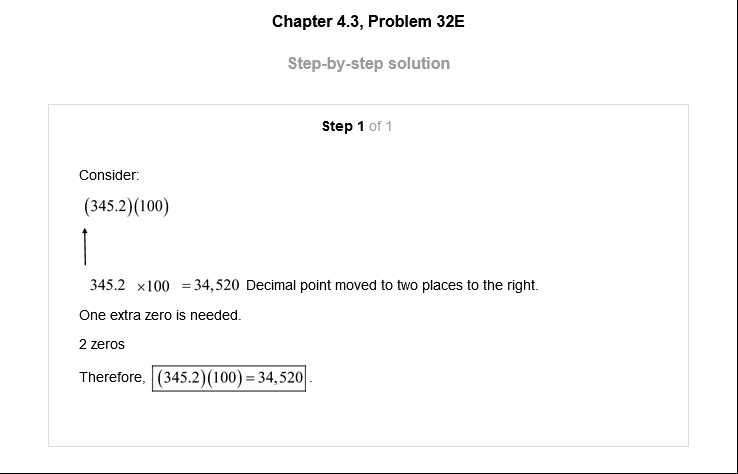 Chapter 4.3, Problem 32E
Step-by-step solution
Step 1 of 1
Consider:
(345.2)(100)
345.2 ×100 =34,520 Decimal point moved to two places to the right.
One extra zero is needed.
2 zeros
Therefore, (345.2)(100)=34,520.